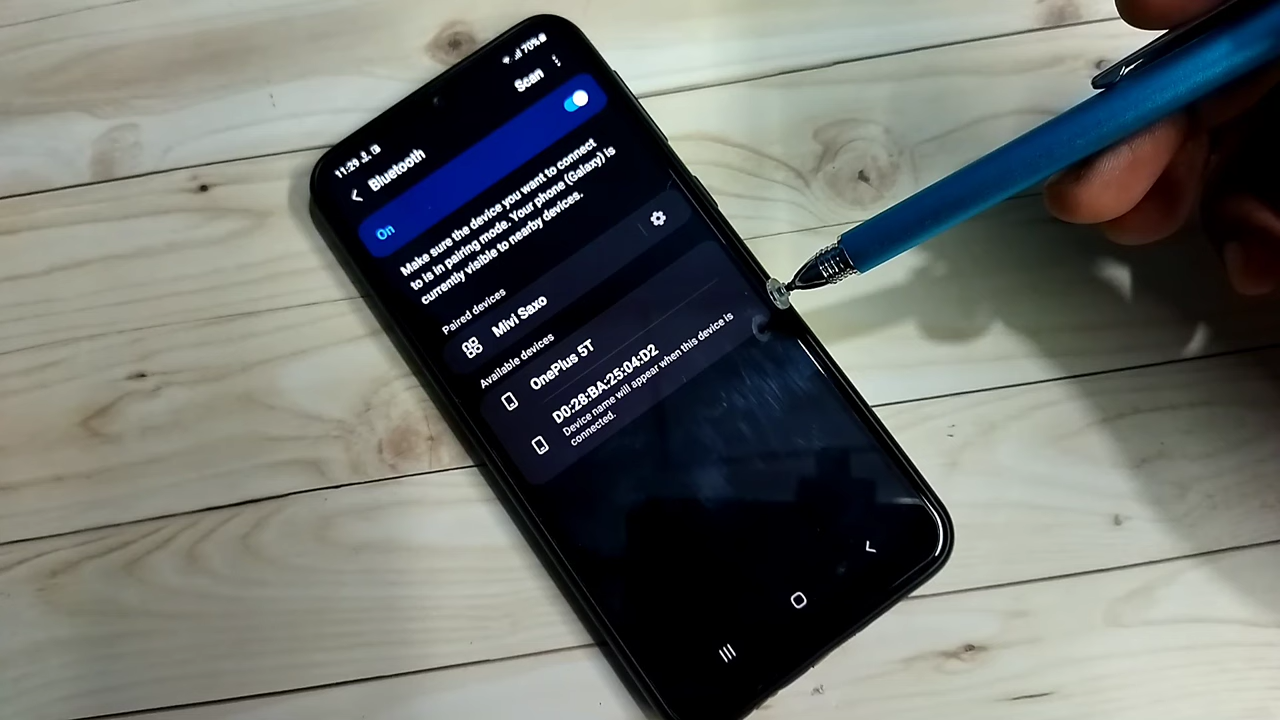 11:29
70%
Bluetooth
Scan
On
Make sure the device you want to connect
to is in pairing mode. Your phone (Galaxy) is
currently visible to nearby devices.
Paired devices
Mivi Saxo
Available devices
OnePlus 5T
D0:28:BA:25:04:D2
Device name will appear when this device is
connected.